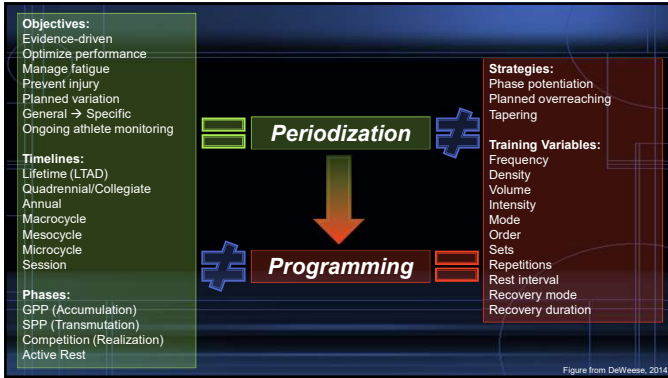 Objectives:
Evidence-driven
Optimize performance
Manage fatigue
Prevent injury
Planned variation
General → Specific
Ongoing athlete monitoring
Timelines:
Lifetime (LTAD)
Quadrennial/Collegiate
Annual
Macrocycle
Mesocycle
Microcycle
Session
Phases:
GPP (Accumulation)
SPP (Transmutation)
Competition (Realization)
Active Rest
= Periodization ≠
≠ Programming =
Strategies:
Phase potentiation
Planned overreaching
Tapering
Training Variables:
Frequency
Density
Volume
Intensity
Mode
Order
Sets
Repetitions
Rest interval
Recovery mode
Recovery duration
Figure from DeWeese, 2014